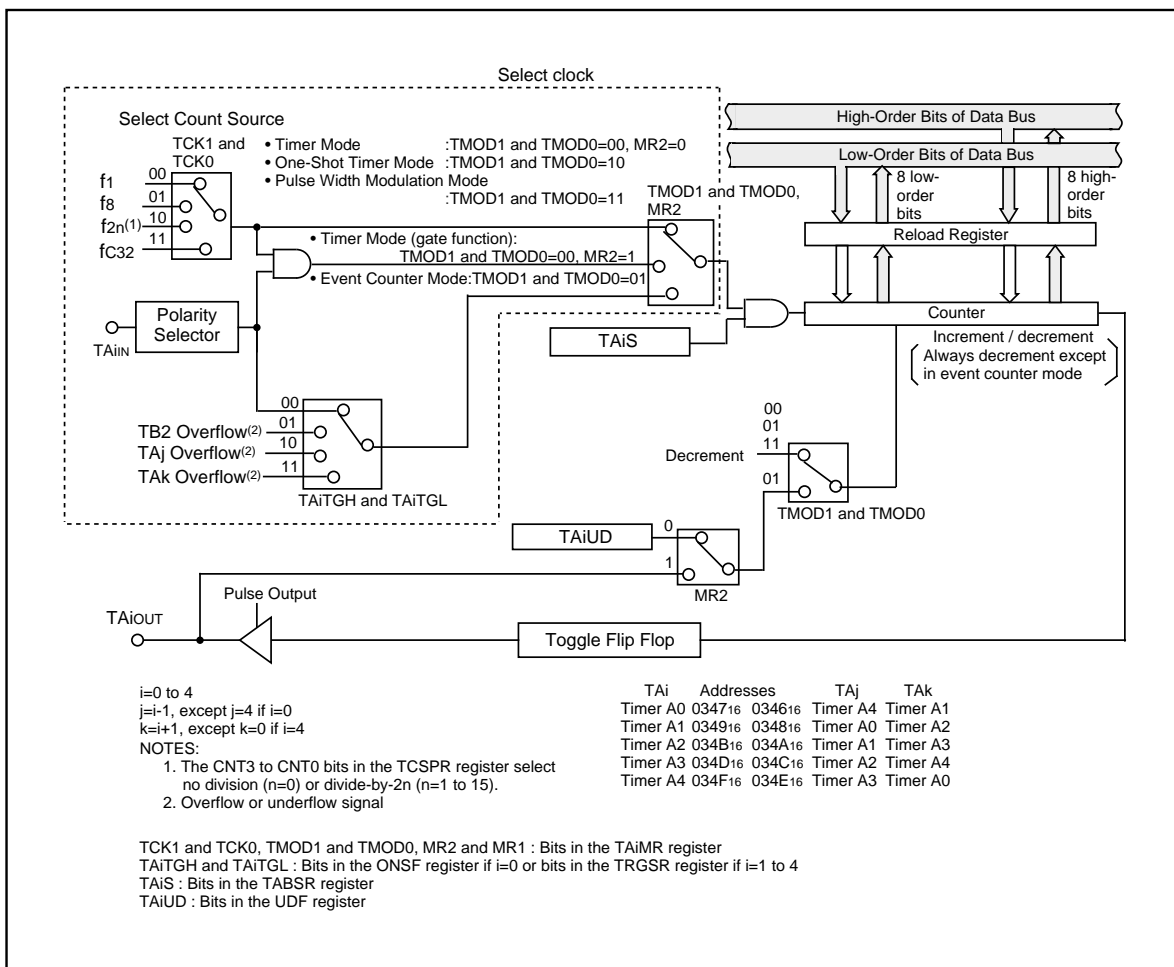 Select clock
Select Count Source
TCK1 and
TCK0
• Timer Mode :TMOD1 and TMOD0=00, MR2=0
• One-Shot Timer Mode :TMOD1 and TMOD0=10
• Pulse Width Modulation Mode
:TMOD1 and TMOD0=11
f1
00
f8
01
f2n(1)
10
fC32
11
TMOD1 and TMOD0,
MR2
• Timer Mode (gate function):
TMOD1 and TMOD0=00, MR2=1
• Event Counter Mode:TMOD1 and TMOD0=01
High-Order Bits of Data Bus
Low-Order Bits of Data Bus
8 low-
order
bits
8 high-
order
bits
Reload Register
Counter
Increment / decrement
Always decrement except
in event counter mode
Polarity
Selector
TAiIN
TAiS
00
TB2 Overflow(2)
01
TAj Overflow(2)
10
TAk Overflow(2)
11
TAiTGH and TAiTGL
00
01
11
Decrement
01
TMOD1 and TMOD0
TAiUD
0
1
MR2
Pulse Output
TAiOUT
Toggle Flip Flop
i=0 to 4
j=i-1, except j=4 if i=0
k=i+1, except k=0 if i=4
NOTES:
1. The CNT3 to CNT0 bits in the TCSPR register select
no division (n=0) or divide-by-2n (n=1 to 15).
2. Overflow or underflow signal
TAi Addresses TAj TAk
Timer A0 034716 034616 Timer A4 Timer A1
Timer A1 034916 034816 Timer A0 Timer A2
Timer A2 034B16 034A16 Timer A1 Timer A3
Timer A3 034D16 034C16 Timer A2 Timer A4
Timer A4 034F16 034E16 Timer A3 Timer A0
TCK1 and TCK0, TMOD1 and TMOD0, MR2 and MR1 : Bits in the TAiMR register
TAiTGH and TAiTGL : Bits in the ONSF register if i=0 or bits in the TRGSR register if i=1 to 4
TAiS : Bits in the TABSR register
TAiUD : Bits in the UDF register